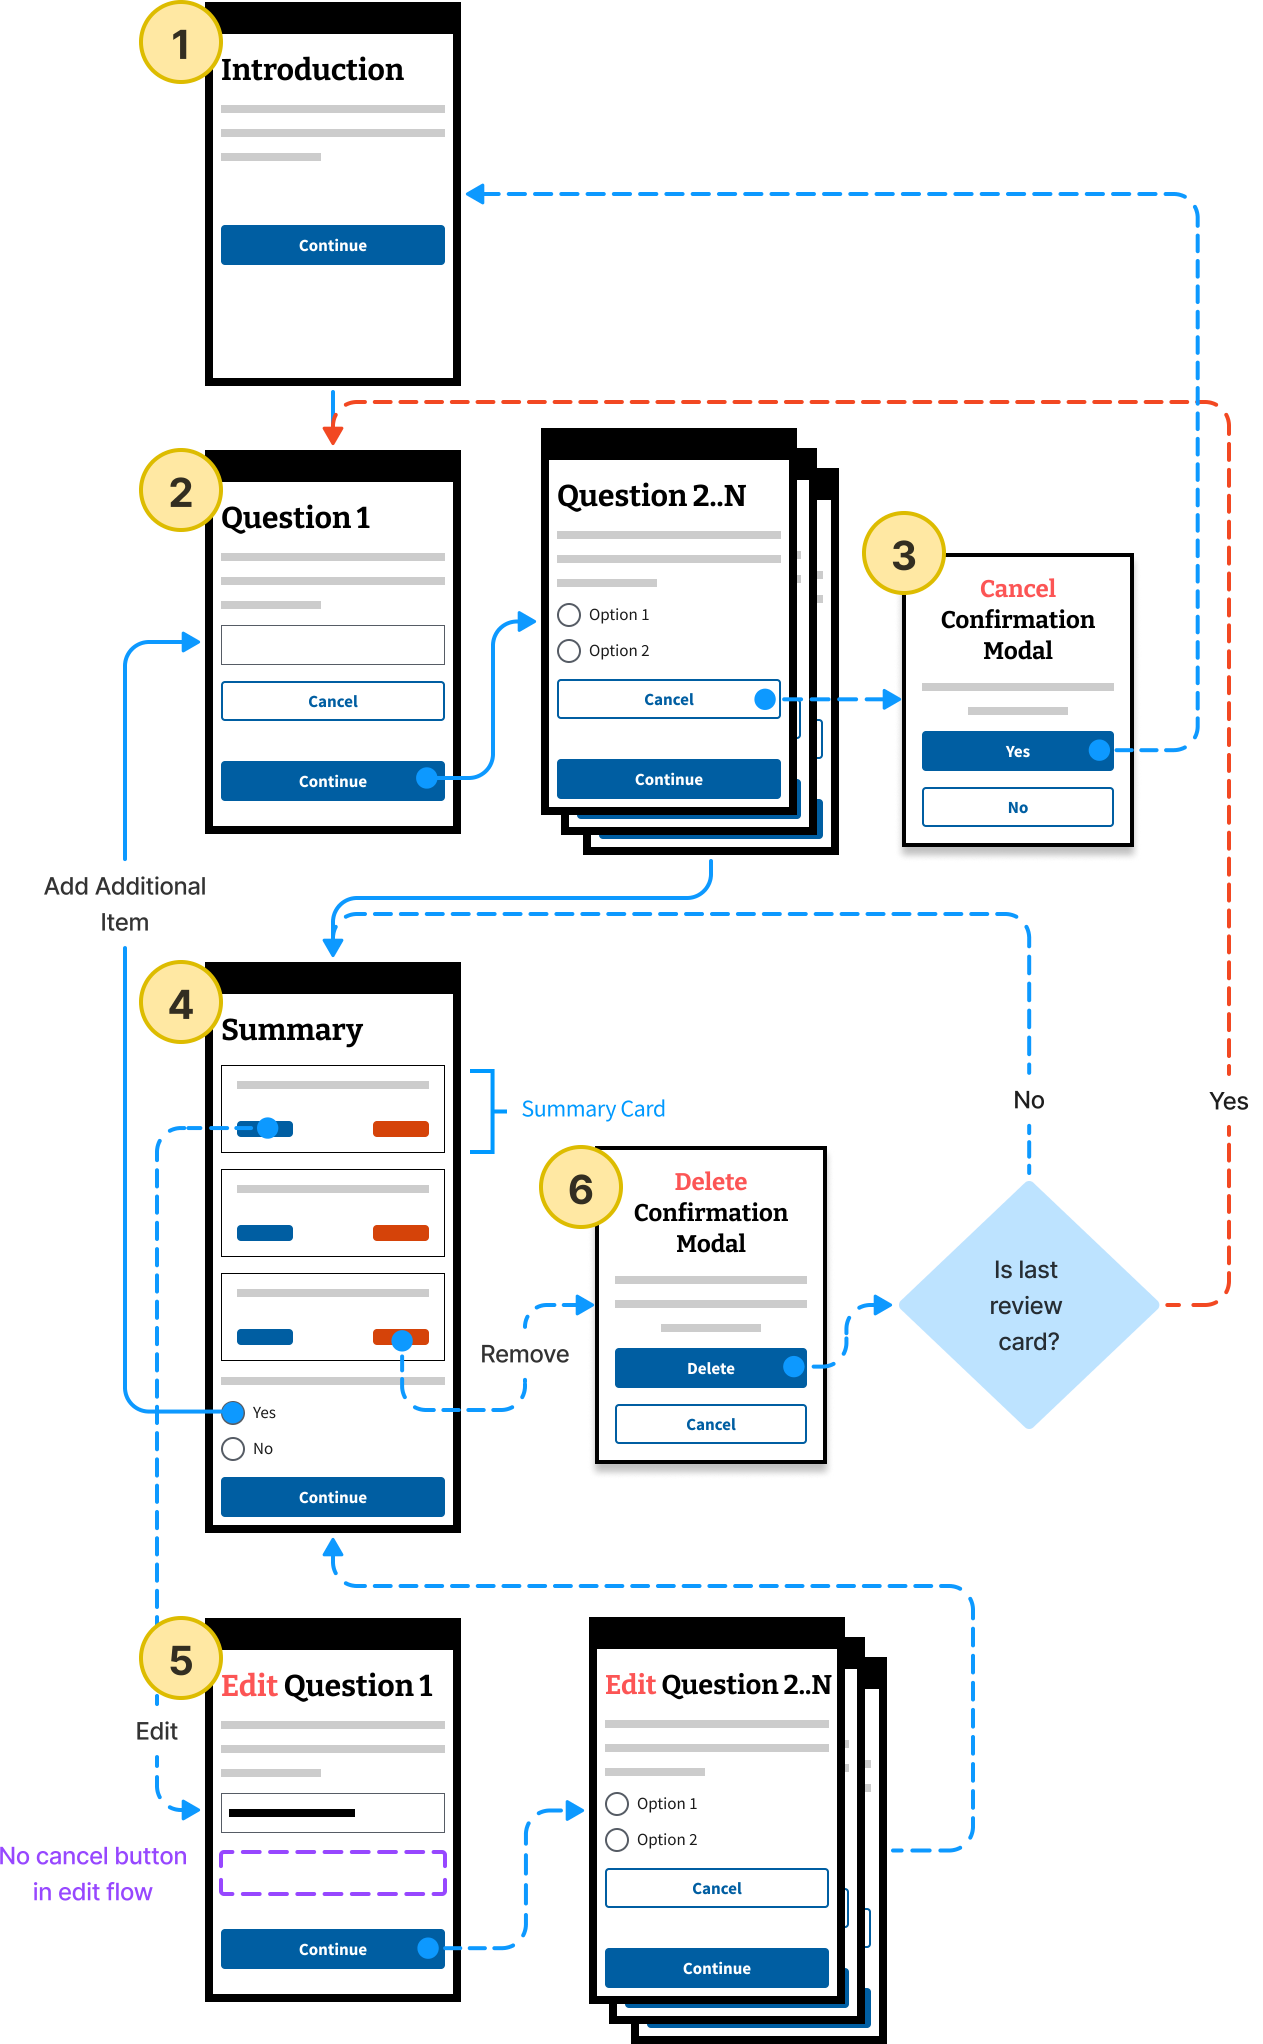 1
Introduction
Continue
2
Question 1
Cancel
Continue
Question 2..N
Option 1
Option 2
Cancel
Continue
3
Cancel
Confirmation
Modal
Yes
No
Add Additional
Item
4
Summary
Summary Card
Yes
No
Continue
Remove
6
Delete
Confirmation
Modal
Delete
Cancel
Is last
review
card?
No
Yes
5
Edit Question 1
Edit
No cancel button
in edit flow
Continue
Edit Question 2..N
Option 1
Option 2
Cancel
Continue